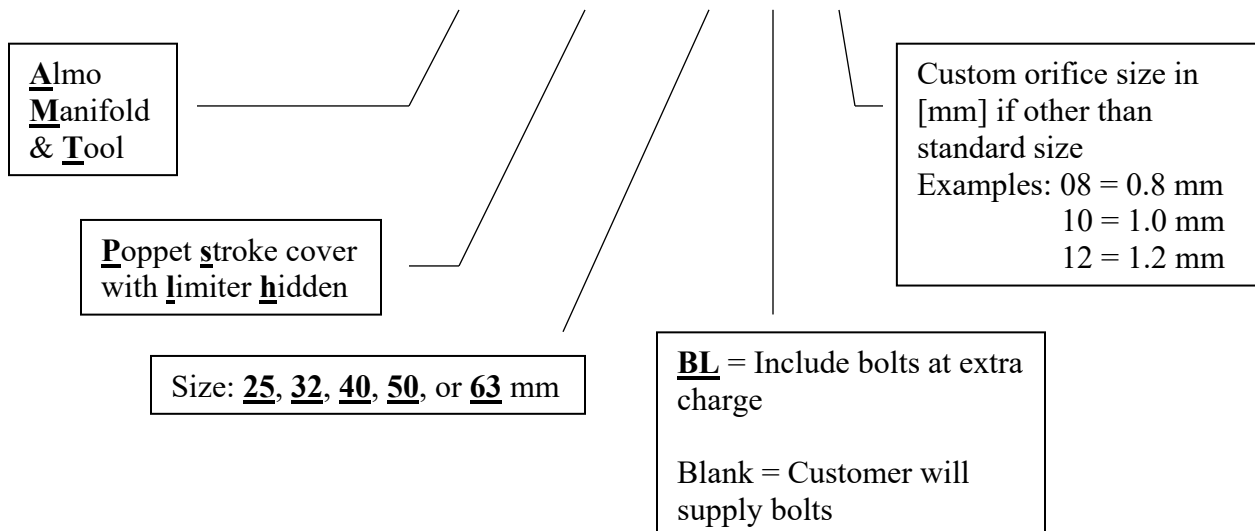 Almo
Manifold
& Tool
Custom orifice size in
[mm] if other than
standard size
Examples: 08 = 0.8 mm
10 = 1.0 mm
12 = 1.2 mm
Poppet stroke cover
with limiter hidden
Size: 25, 32, 40, 50, or 63 mm
BL = Include bolts at extra
charge
Blank = Customer will
supply bolts